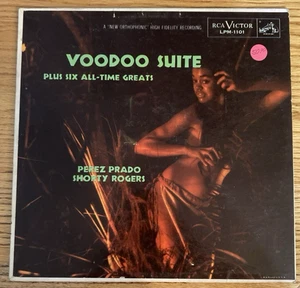 A "NEW ORTHOPHONIC" HIGH FIDELITY RECORDING
RCA VICTOR
LPM-1101
VOODOO SUITE
PLUS SIX ALL-TIME GREATS
PEREZ PRADO
SHORTY ROGERS